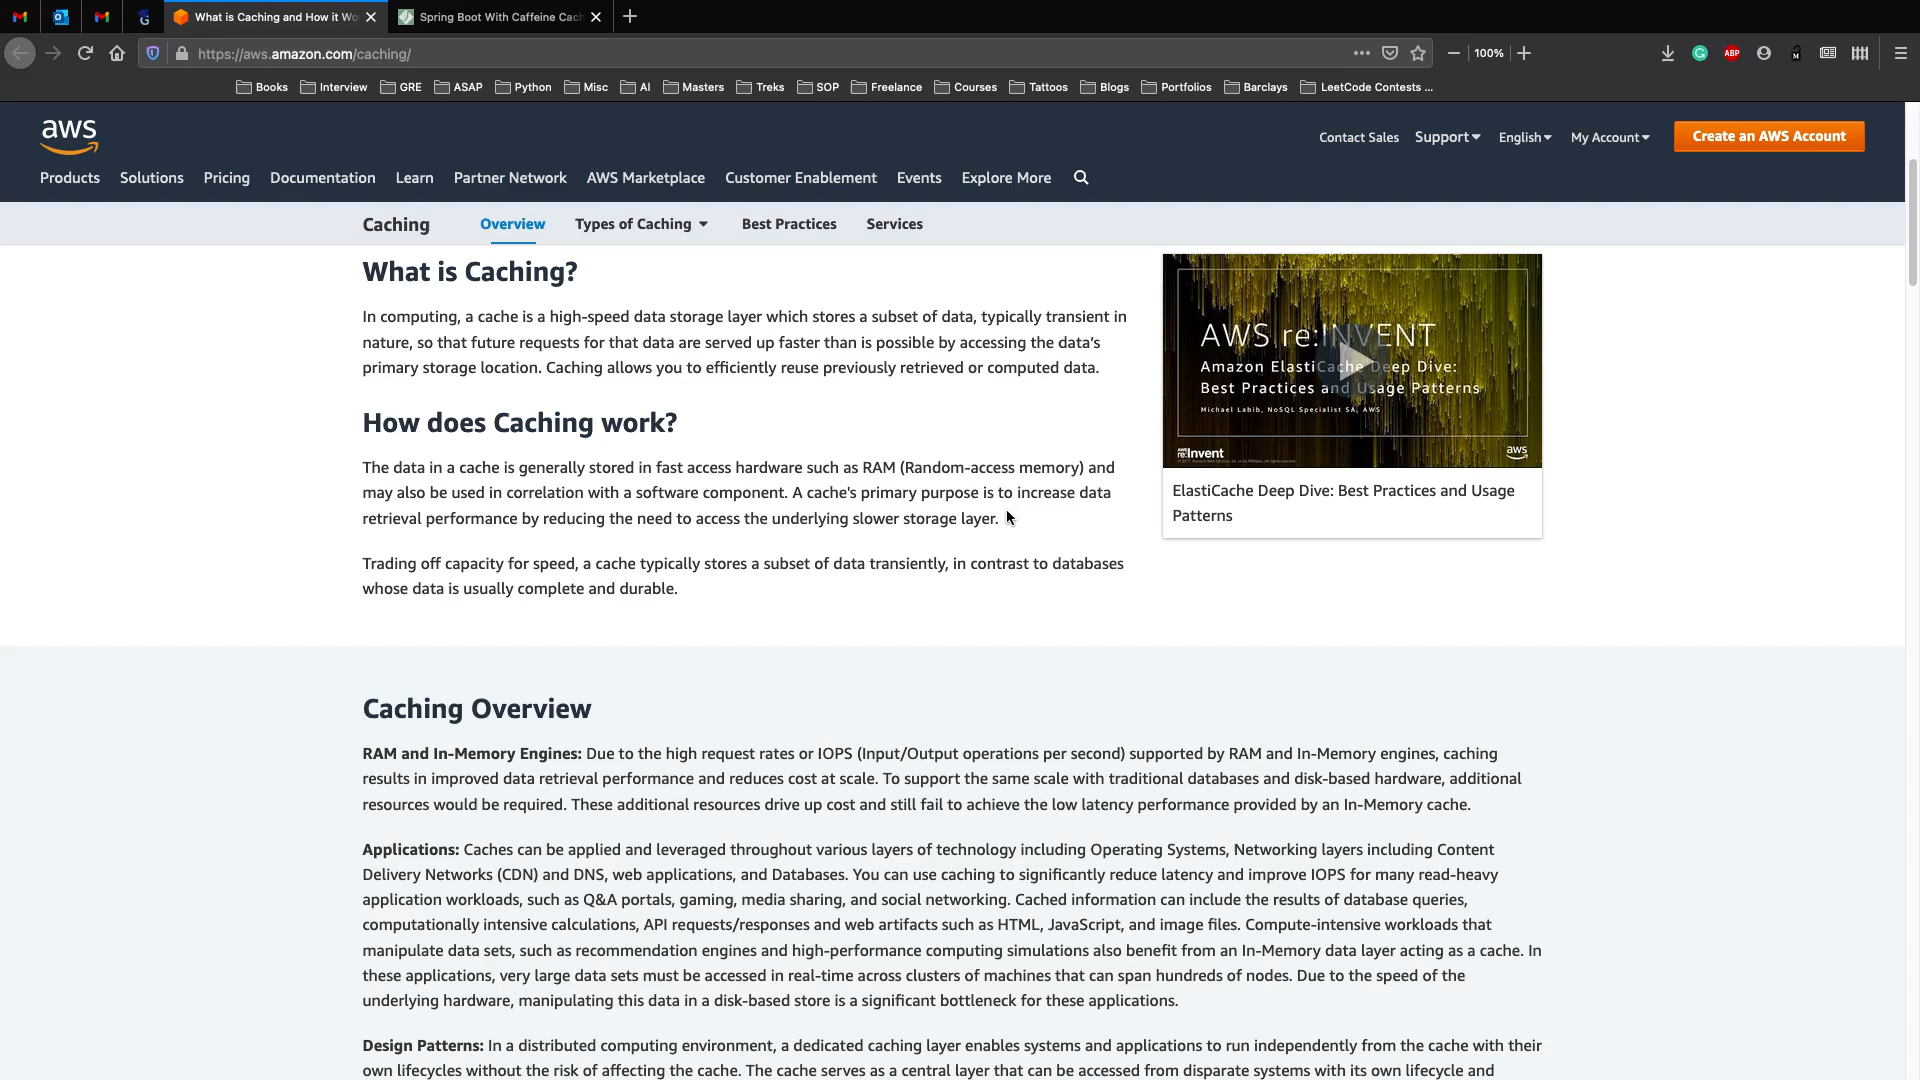 What is Caching and How it Wo
Spring Boot With Caffeine Cach
https://aws.amazon.com/caching/
100%
ABP
Books
Interview
GRE
ASAP
Python
Misc
AI
Masters
Treks
SOP
Freelance
Courses
Tattoos
Blogs
Portfolios
Barclays
LeetCode Contests ...
aws
Contact Sales
Support
English
My Account
Create an AWS Account
Products
Solutions
Pricing
Documentation
Learn
Partner Network
AWS Marketplace
Customer Enablement
Events
Explore More
Caching
Overview
Types of Caching
Best Practices
Services
What is Caching?
In computing, a cache is a high-speed data storage layer which stores a subset of data, typically transient in
nature, so that future requests for that data are served up faster than is possible by accessing the data’s
primary storage location. Caching allows you to efficiently reuse previously retrieved or computed data.
How does Caching work?
The data in a cache is generally stored in fast access hardware such as RAM (Random-access memory) and
may also be used in correlation with a software component. A cache's primary purpose is to increase data
retrieval performance by reducing the need to access the underlying slower storage layer.
Trading off capacity for speed, a cache typically stores a subset of data transiently, in contrast to databases
whose data is usually complete and durable.
AWS re:INVENT
Amazon ElastiCache Deep Dive:
Best Practices and Usage Patterns
Michael Labib, NoSQL Specialist SA, AWS
re:Invent
aws
ElastiCache Deep Dive: Best Practices and Usage
Patterns
Caching Overview
RAM and In-Memory Engines: Due to the high request rates or IOPS (Input/Output operations per second) supported by RAM and In-Memory engines, caching
results in improved data retrieval performance and reduces cost at scale. To support the same scale with traditional databases and disk-based hardware, additional
resources would be required. These additional resources drive up cost and still fail to achieve the low latency performance provided by an In-Memory cache.
Applications: Caches can be applied and leveraged throughout various layers of technology including Operating Systems, Networking layers including Content
Delivery Networks (CDN) and DNS, web applications, and Databases. You can use caching to significantly reduce latency and improve IOPS for many read-heavy
application workloads, such as Q&A portals, gaming, media sharing, and social networking. Cached information can include the results of database queries,
computationally intensive calculations, API requests/responses and web artifacts such as HTML, JavaScript, and image files. Compute-intensive workloads that
manipulate data sets, such as recommendation engines and high-performance computing simulations also benefit from an In-Memory data layer acting as a cache. In
these applications, very large data sets must be accessed in real-time across clusters of machines that can span hundreds of nodes. Due to the speed of the
underlying hardware, manipulating this data in a disk-based store is a significant bottleneck for these applications.
Design Patterns: In a distributed computing environment, a dedicated caching layer enables systems and applications to run independently from the cache with their
own lifecycles without the risk of affecting the cache. The cache serves as a central layer that can be accessed from disparate systems with its own lifecycle and